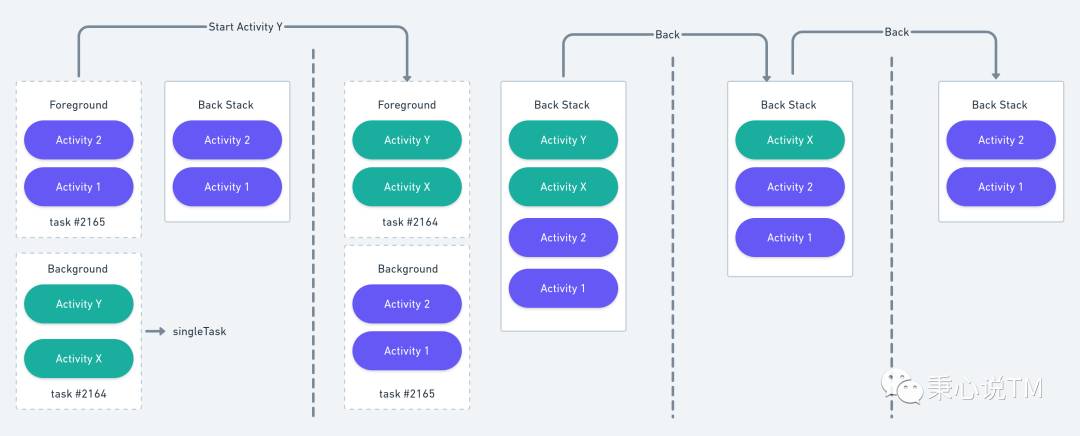 Start Activity Y
Foreground
Activity 2
Activity 1
task #2165
Back Stack
Activity 2
Activity 1
Background
Activity Y
Activity X
task #2164
singleTask
Foreground
Activity Y
Activity X
task #2164
Background
Activity 2
Activity 1
task #2165
Back Stack
Activity Y
Activity X
Activity 2
Activity 1
Back
Back Stack
Activity X
Activity 2
Activity 1
Back
Back Stack
Activity 2
Activity 1
秉心说TM